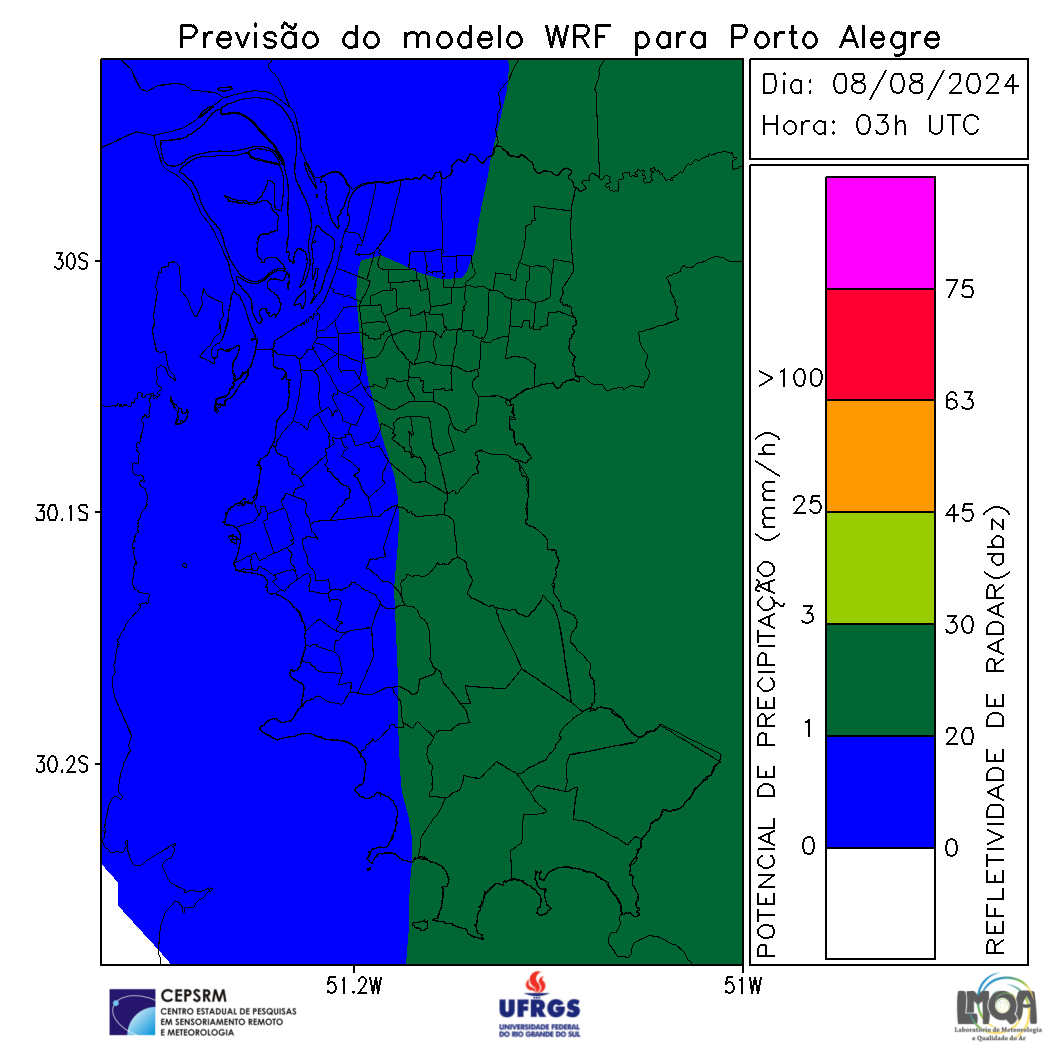 Previsão do modelo WRF para Porto Alegre
Dia: 08/08/2024
Hora: 03h UTC
30S
30.1S
30.2S
51.2W
51W
POTENCIAL DE PRECIPITAÇÃO (mm/h)
>100
25
3
1
0
75
63
45
30
20
0
REFLETIVIDADE DE RADAR(dbz)
CEPSRM
CENTRO ESTADUAL DE PESQUISAS
EM SENSORIAMENTO REMOTO
E METEOROLOGIA
UFRGS
UNIVERSIDADE FEDERAL
DO RIO GRANDE DO SUL
LMQA
Laboratório de Meteorologia
e Qualidade do Ar